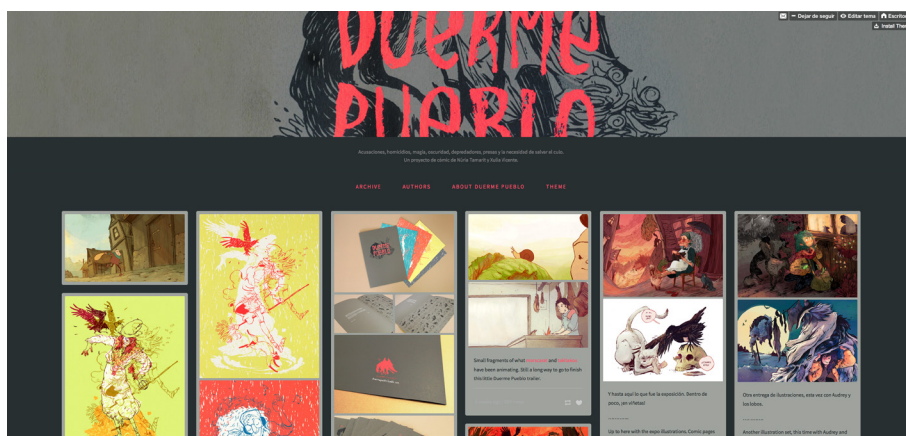 Dejar de seguir
Editar tema
Install
DUERME
PUEBLO
Acusaciones, homicidios, magia, oscuridad, depredadores, presas y la necesidad de salvar el culo.
Un proyecto de cómic de Núria Tamarit y Xulia Vicente.
ARCHIVE
AUTHORS
ABOUT DUERME PUEBLO
THEME
Small fragments of what
and
have been animating. Still a long way to go to finish
this little Duerme Pueblo trailer.
Y hasta aquí lo que fue la exposición. Dentro de
poco, ¡en viñetas!
Up to here with the expo illustrations. Comic pages
Otra entrega de ilustraciones, esta vez con Audrey y
los lobos.
Another illustration set, this time with Audrey and